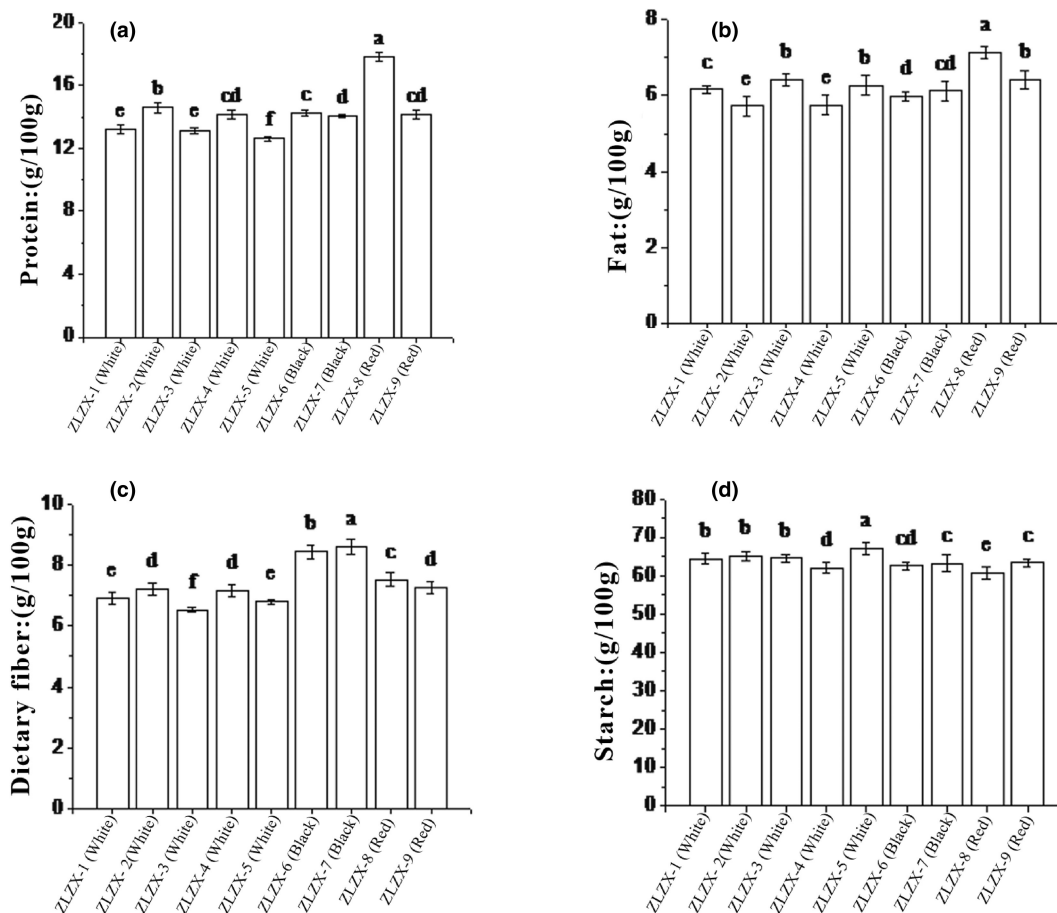 (a)
Protein:(g/100g)
20
16
12
8
4
0
e
b
e
cd
f
c
d
a
cd
ZLZX-1 (White)
ZLZX- 2(White)
ZLZX-3 (White)
ZLZX-4 (White)
ZLZX-5 (White)
ZLZX-6 (Black)
ZLZX-7 (Black)
ZLZX-8 (Red)
ZLZX-9 (Red)
(b)
Fat:(g/100g)
8
6
4
2
0
c
e
b
e
b
d
cd
a
b
ZLZX-1 (White)
ZLZX- 2(White)
ZLZX-3 (White)
ZLZX-4 (White)
ZLZX-5 (White)
ZLZX-6 (Black)
ZLZX-7 (Black)
ZLZX-8 (Red)
ZLZX-9 (Red)
(c)
Dietary fiber:(g/100g)
10
8
6
4
2
0
e
d
f
d
e
b
a
c
d
ZLZX-1 (White)
ZLZX- 2(White)
ZLZX-3 (White)
ZLZX-4 (White)
ZLZX-5 (White)
ZLZX-6 (Black)
ZLZX-7 (Black)
ZLZX-8 (Red)
ZLZX-9 (Red)
(d)
Starch:(g/100g)
80
70
60
50
40
30
20
10
0
b
b
b
d
a
cd
c
e
c
ZLZX-1 (White)
ZLZX- 2(White)
ZLZX-3 (White)
ZLZX-4 (White)
ZLZX-5 (White)
ZLZX-6 (Black)
ZLZX-7 (Black)
ZLZX-8 (Red)
ZLZX-9 (Red)